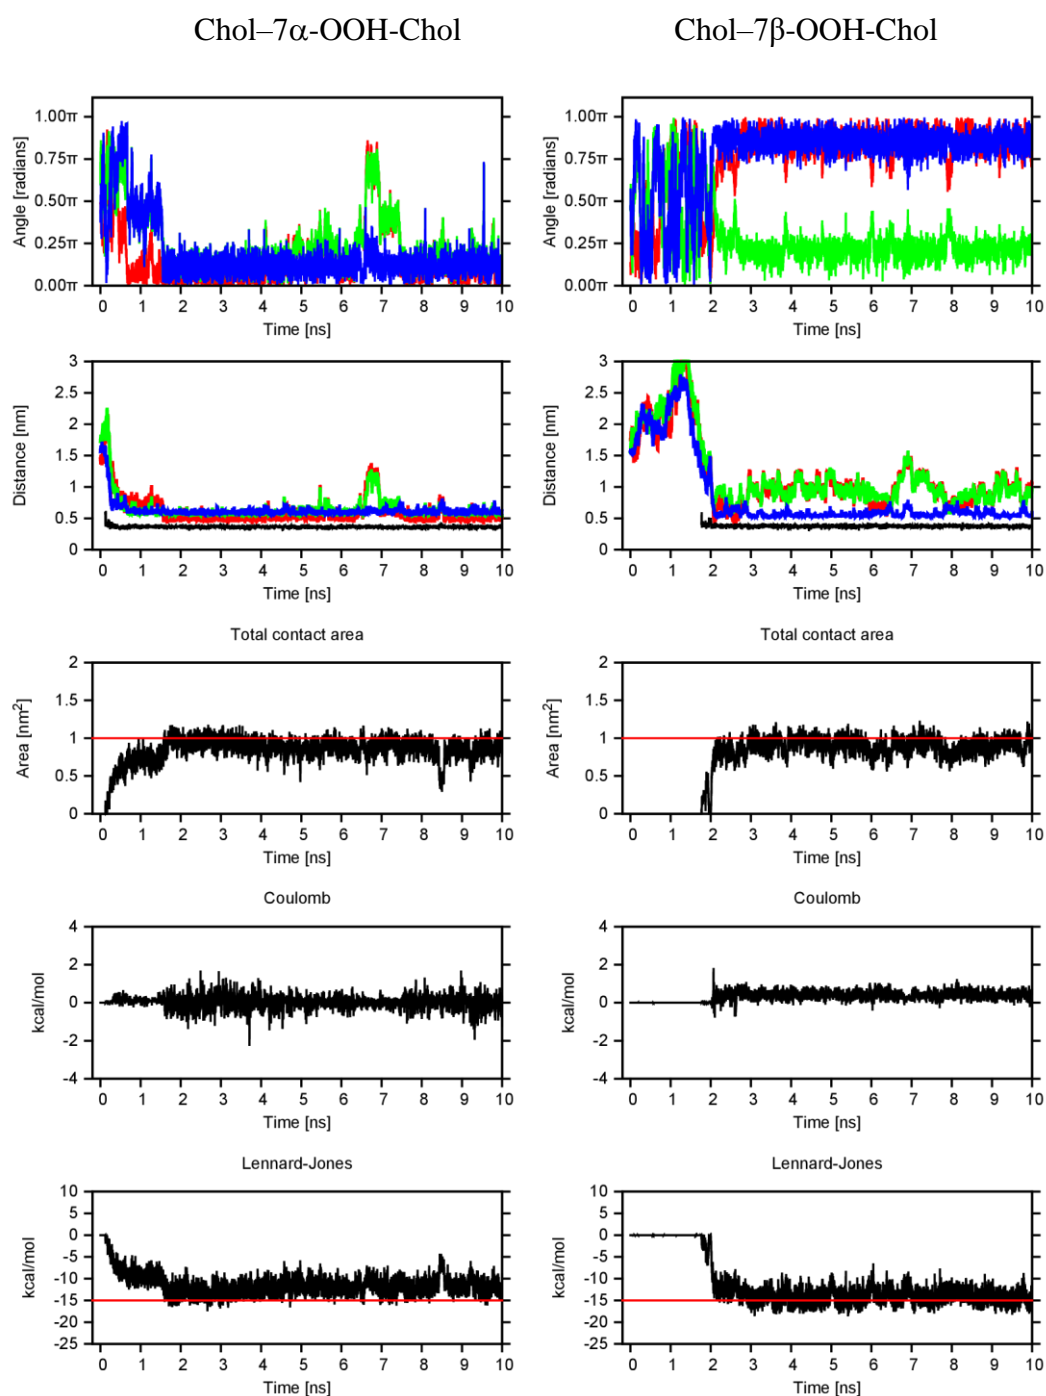 Chol–7α-OOH-Chol
Chol–7β-OOH-Chol
Angle [radians]
1.00π
0.75π
0.50π
0.25π
0.00π
0 1 2 3 4 5 6 7 8 9 10
Time [ns]
Angle [radians]
1.00π
0.75π
0.50π
0.25π
0.00π
0 1 2 3 4 5 6 7 8 9 10
Time [ns]
Distance [nm]
3
2.5
2
1.5
1
0.5
0
0 1 2 3 4 5 6 7 8 9 10
Time [ns]
Distance [nm]
3
2.5
2
1.5
1
0.5
0
0 1 2 3 4 5 6 7 8 9 10
Time [ns]
Total contact area
Area [nm²]
2
1.5
1
0.5
0
0 1 2 3 4 5 6 7 8 9 10
Time [ns]
Total contact area
Area [nm²]
2
1.5
1
0.5
0
0 1 2 3 4 5 6 7 8 9 10
Time [ns]
Coulomb
kcal/mol
4
2
0
-2
-4
0 1 2 3 4 5 6 7 8 9 10
Time [ns]
Coulomb
kcal/mol
4
2
0
-2
-4
0 1 2 3 4 5 6 7 8 9 10
Time [ns]
Lennard-Jones
kcal/mol
10
5
0
-5
-10
-15
-20
-25
0 1 2 3 4 5 6 7 8 9 10
Time [ns]
Lennard-Jones
kcal/mol
10
5
0
-5
-10
-15
-20
-25
0 1 2 3 4 5 6 7 8 9 10
Time [ns]